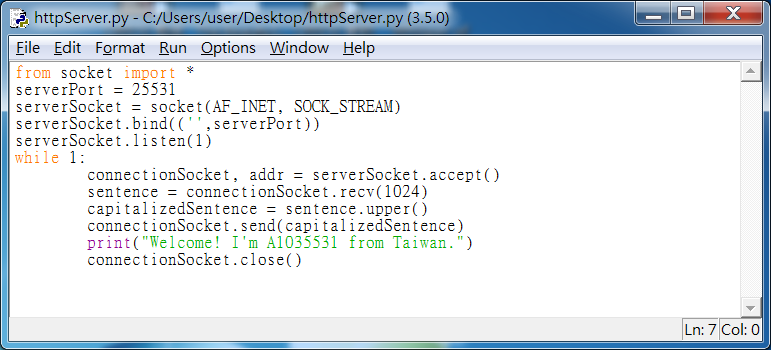 httpServer.py - C:/Users/user/Desktop/httpServer.py (3.5.0)
File Edit Format Run Options Window Help
from socket import *
serverPort = 25531
serverSocket = socket(AF_INET, SOCK_STREAM)
serverSocket.bind(('',serverPort))
serverSocket.listen(1)
while 1:
        connectionSocket, addr = serverSocket.accept()
        sentence = connectionSocket.recv(1024)
        capitalizedSentence = sentence.upper()
        connectionSocket.send(capitalizedSentence)
        print("Welcome! I'm A1035531 from Taiwan.")
        connectionSocket.close()
Ln: 7 Col: 0